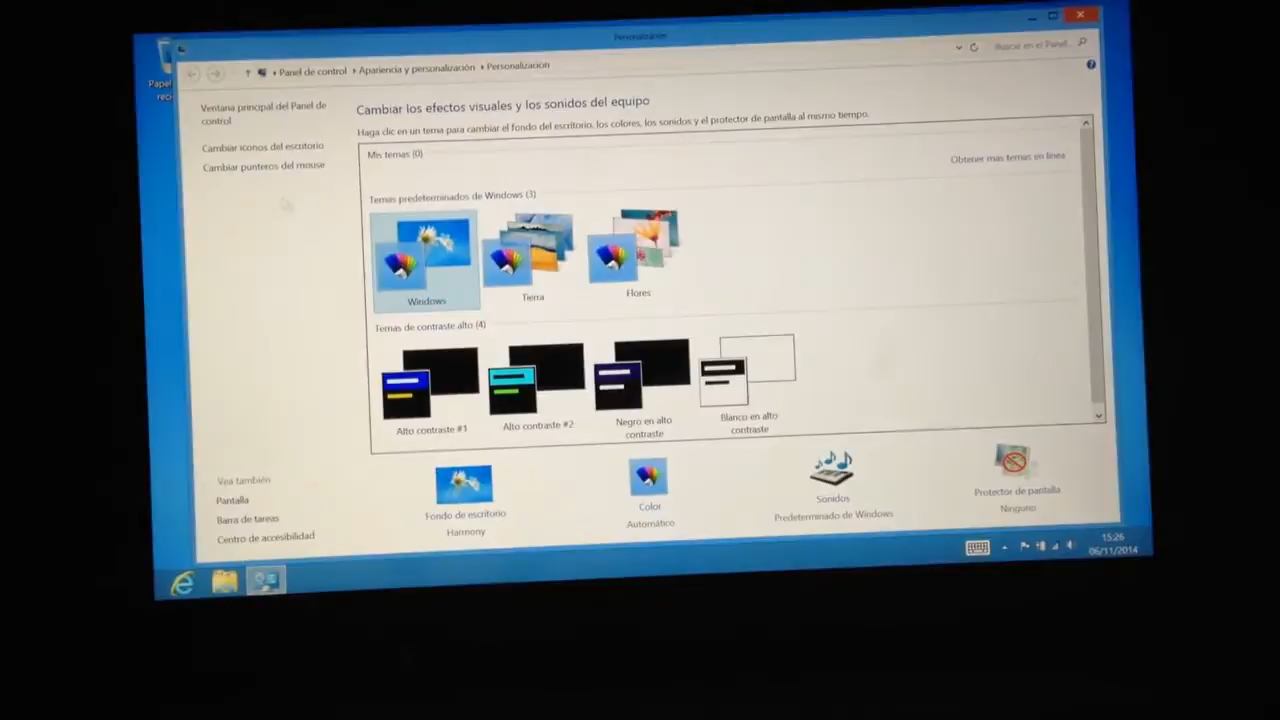 Personalización
Panel de control ▸ Apariencia y personalización ▸ Personalización
Buscar en el Panel...
Papel
reci
Ventana principal del Panel de
control
Cambiar iconos del escritorio
Cambiar punteros del mouse
Cambiar los efectos visuales y los sonidos del equipo
Haga clic en un tema para cambiar el fondo del escritorio, los colores, los sonidos y el protector de pantalla al mismo tiempo.
Mis temas (0)
Obtener más temas en línea
Temas predeterminados de Windows (3)
Windows
Tierra
Flores
Temas de contraste alto (4)
Alto contraste #1
Alto contraste #2
Negro en alto
contraste
Blanco en alto
contraste
Vea también
Pantalla
Barra de tareas
Centro de accesibilidad
Fondo de escritorio
Harmony
Color
Automático
Sonidos
Predeterminado de Windows
Protector de pantalla
Ninguno
15:26
06/11/2014